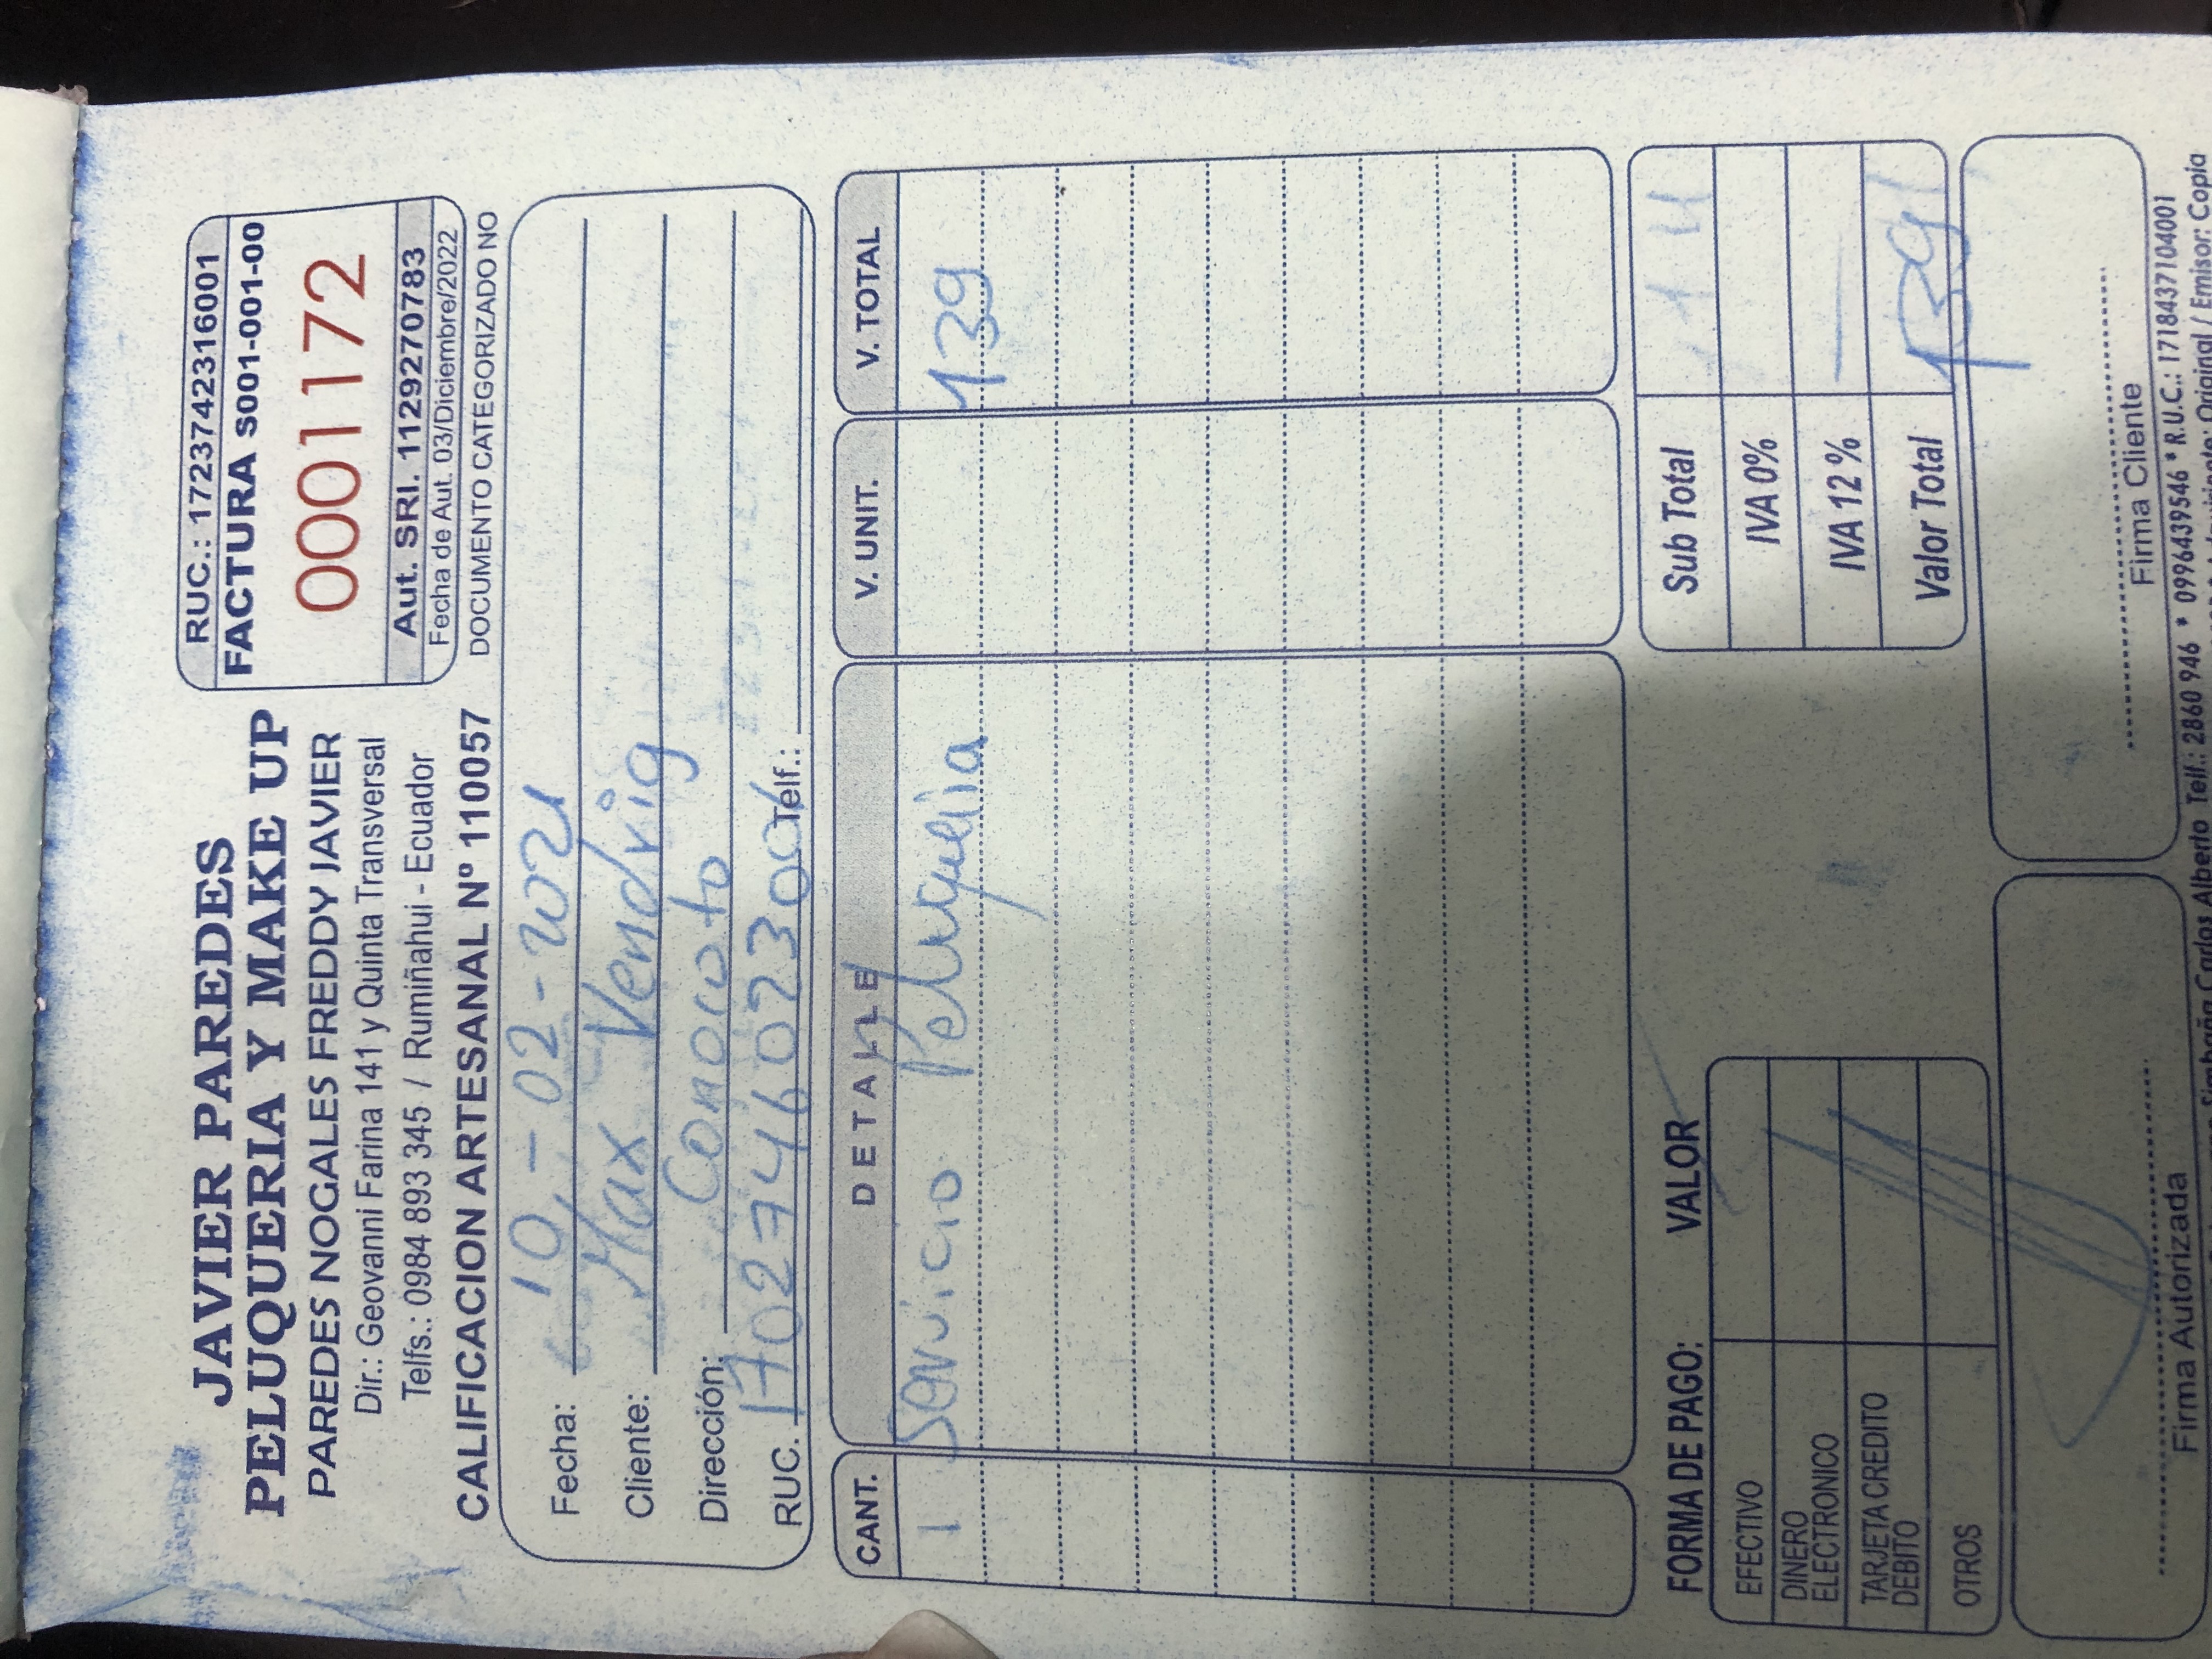 JAVIER PAREDES
PELUQUERIA Y MAKE UP
PAREDES NOGALES FREDDY JAVIER
Dir.: Geovanni Farina 141 y Quinta Transversal
Telfs.: 0984 893 345 / Rumiñahui - Ecuador
CALIFICACION ARTESANAL Nº 110057
RUC.: 1723742316001
FACTURA S001-001-00
0001172
Aut. SRI. 1129270783
Fecha de Aut. 03/Diciembre/2022
DOCUMENTO CATEGORIZADO NO
Fecha: 10 - 02 - 2021
Cliente: Max Vendrig
Dirección: Conocoto
RUC. 1702746023001 Telf.:
CANT. DETALLE V. UNIT. V. TOTAL
1 Servicio Peluqueria 139
FORMA DE PAGO: VALOR
EFECTIVO
DINERO
ELECTRONICO
TARJETA CREDITO
DEBITO
OTROS
Sub Total
IVA 0%
IVA 12 % —
Valor Total 139
Firma Autorizada
Firma Cliente
Simbaña Carlos Alberto Telf.: 2860 946 * 0996439546 * R.U.C.: 1718437104001
Original / Emisor: Copia